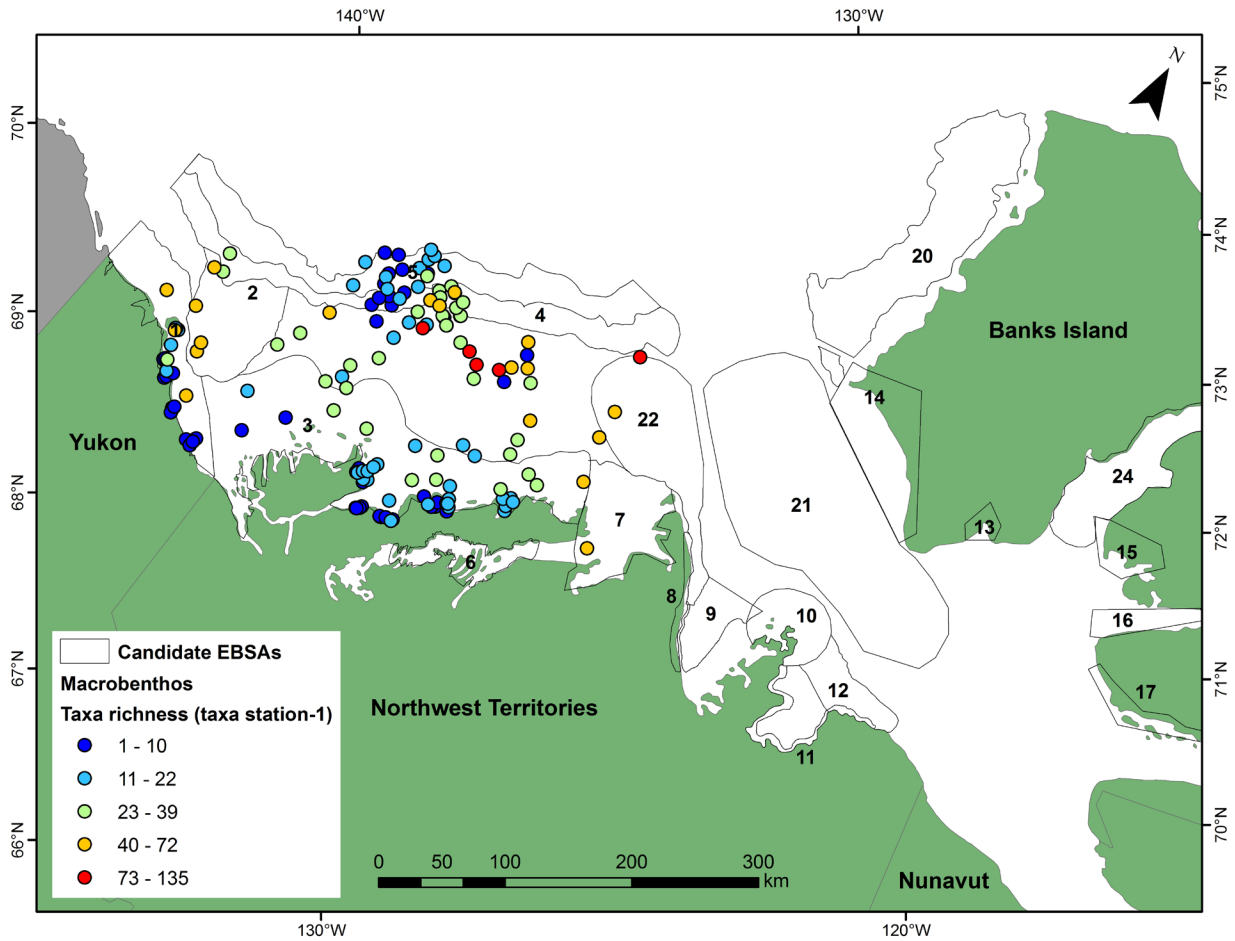 140°W
130°W
N
75°N
70°N
20
74°N
5
2
4
69°N
1
Banks Island
73°N
14
22
3
Yukon
24
68°N
21
7
13
72°N
15
6
8
9
10
16
67°N
71°N
12
17
Candidate EBSAs
Macrobenthos
Taxa richness (taxa station-1)
1 - 10
11 - 22
23 - 39
40 - 72
73 - 135
Northwest Territories
11
66°N
70°N
0 50 100 200 300
km
Nunavut
130°W
120°W